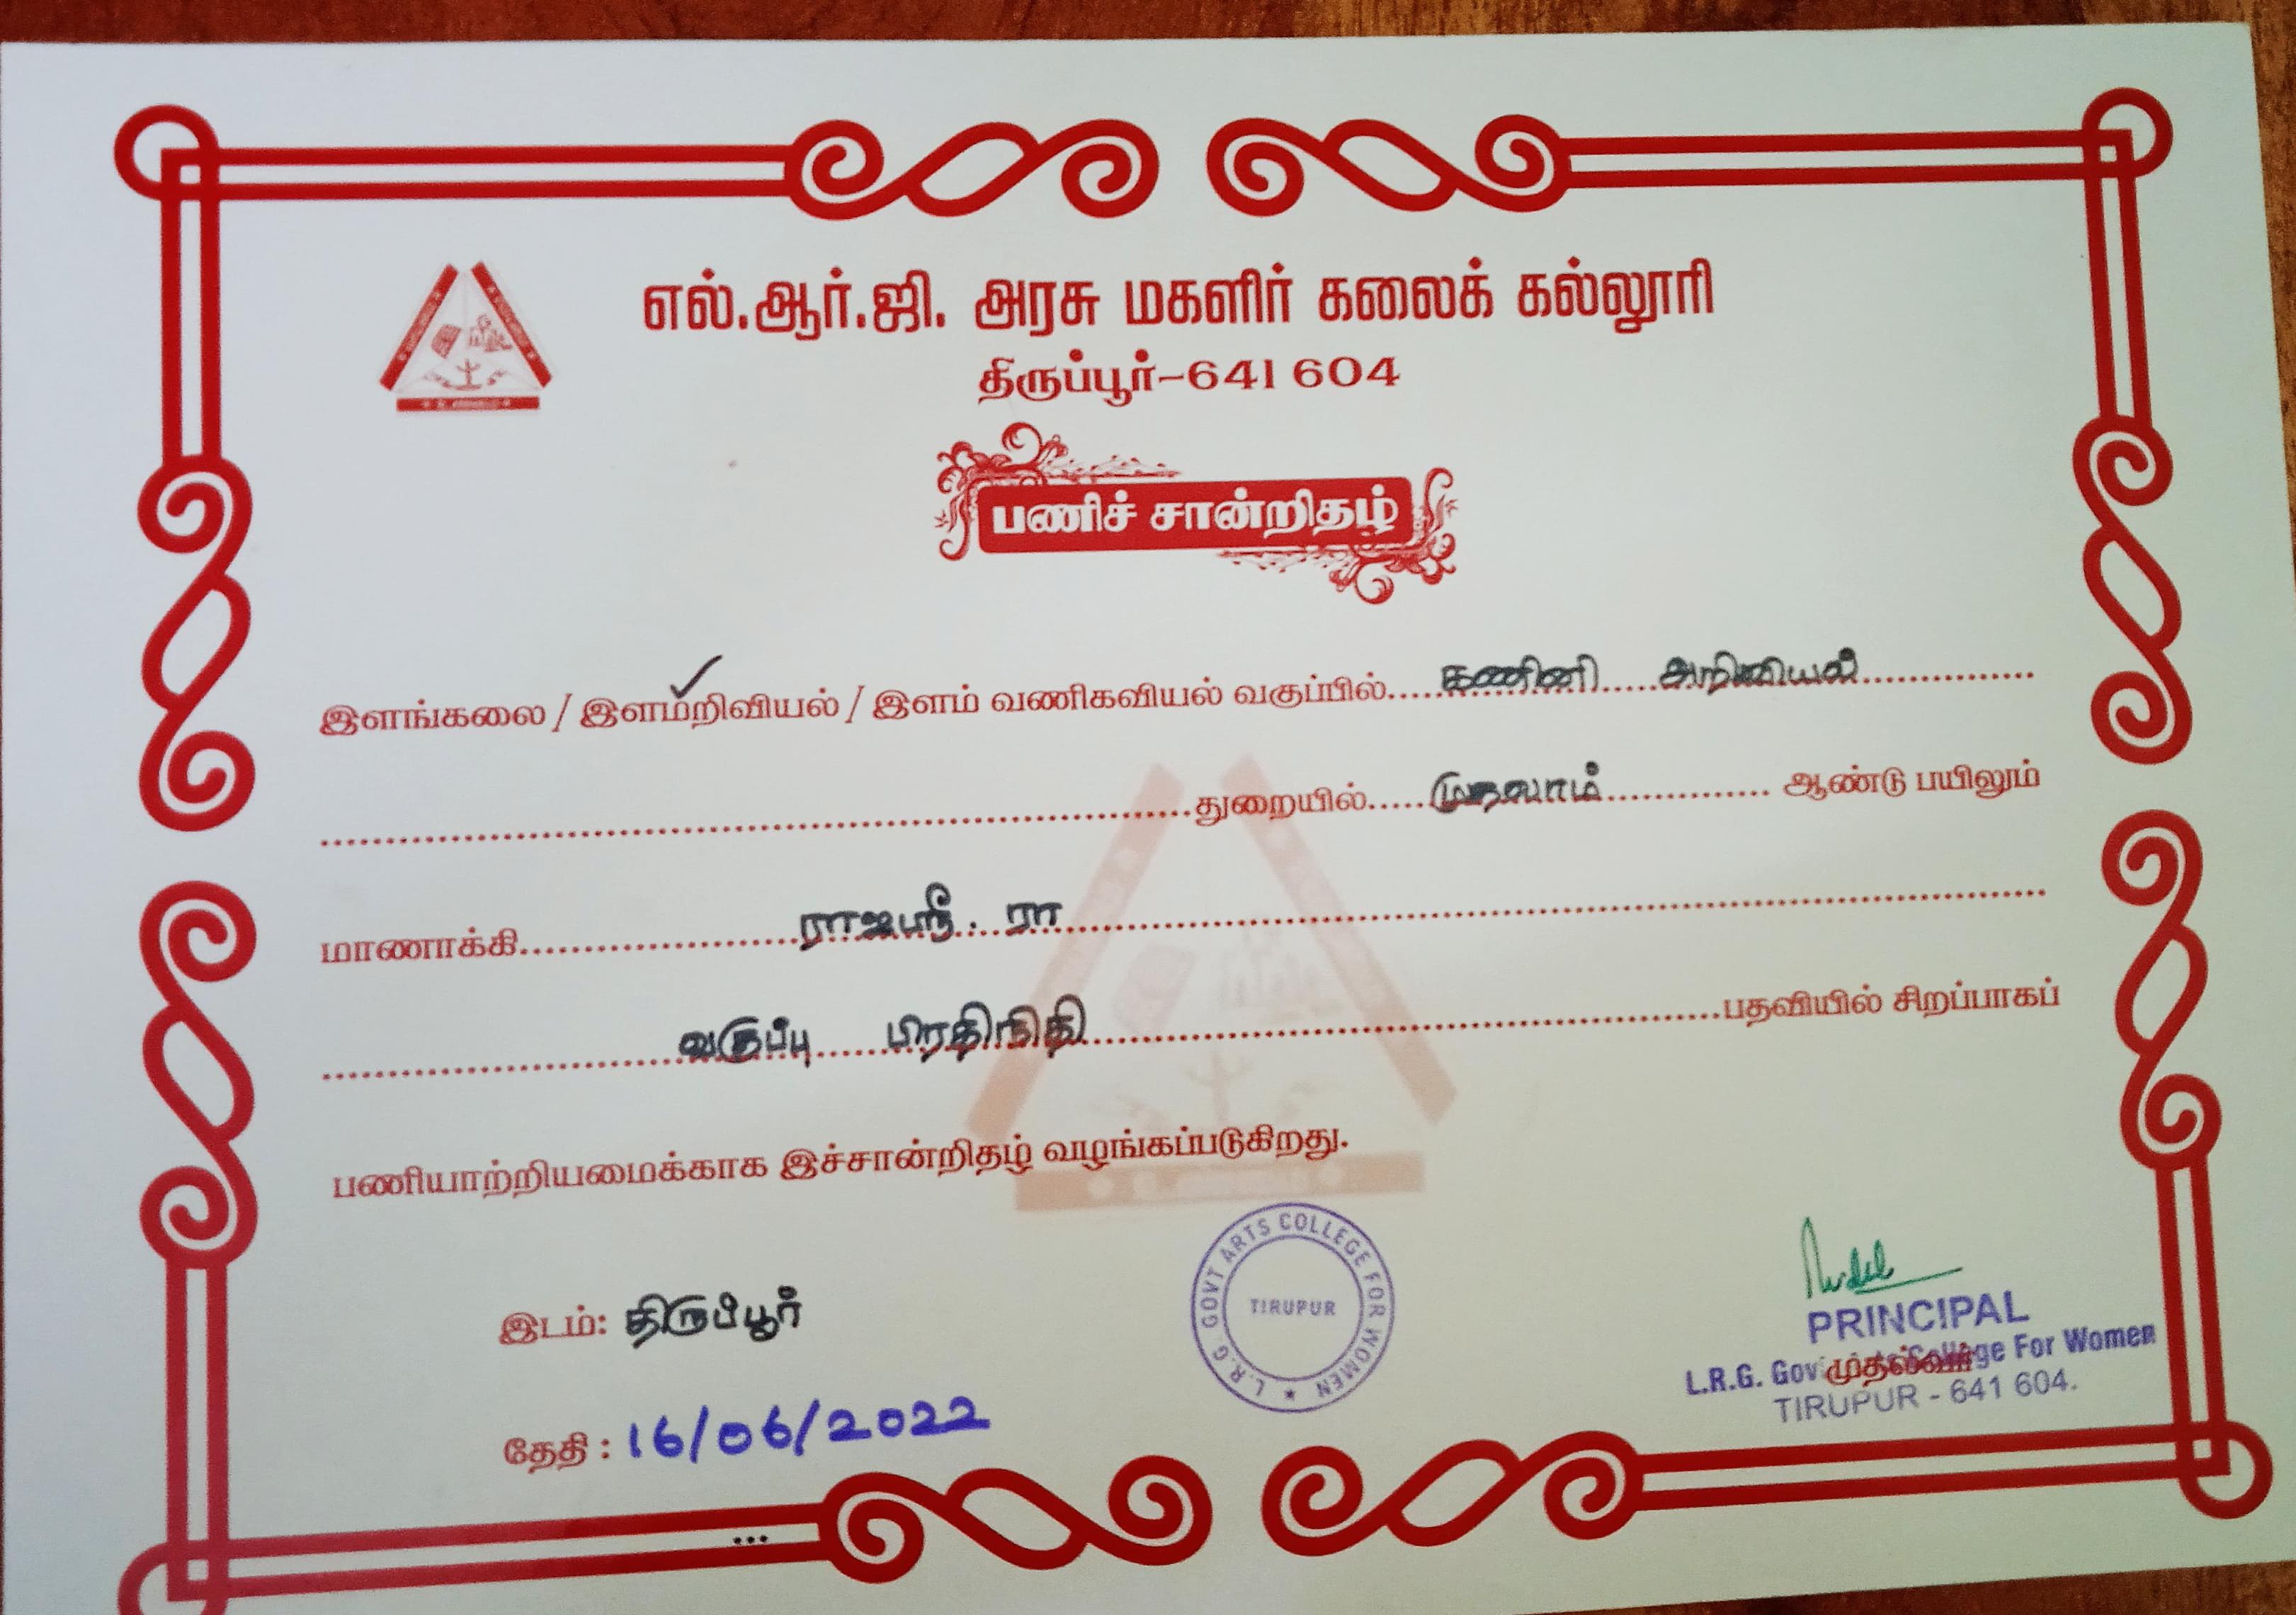 எல்.ஆர்.ஜி. அரசு மகளிர் கலைக் கல்லூரி
திருப்பூர்-641 604
பணிச் சான்றிதழ்
இளங்கலை / இளம்றிவியல் / இளம் வணிகவியல் வகுப்பில்.....கணினி.....அறிவியல்................
................................துறையில்.....முதலாம்................ ஆண்டு பயிலும்
மாணாக்கி................ராஜஸ்ரீ. ரா................................
................வகுப்பு.....பிரதிநிதி................................பதவியில் சிறப்பாகப்
பணியாற்றியமைக்காக இச்சான்றிதழ் வழங்கப்படுகிறது.
இடம்: திருப்பூர்
தேதி : 16/06/2022
L.R.G. GOVT ARTS COLLEGE FOR WOMEN
TIRUPUR
PRINCIPAL
L.R.G. Gov College For Women
முதல்வர்
TIRUPUR - 641 604.